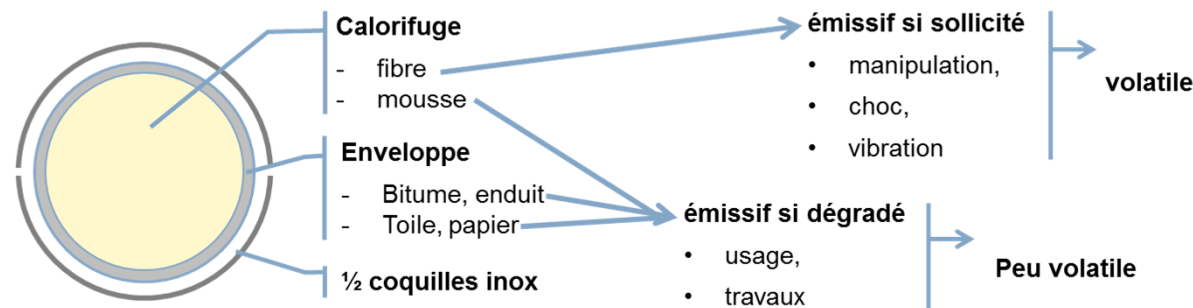 Calorifuge
- fibre
- mousse
Enveloppe
- Bitume, enduit
- Toile, papier
½ coquilles inox
émissif si sollicité
• manipulation,
• choc,
• vibration
volatile
émissif si dégradé
• usage,
• travaux
Peu volatile